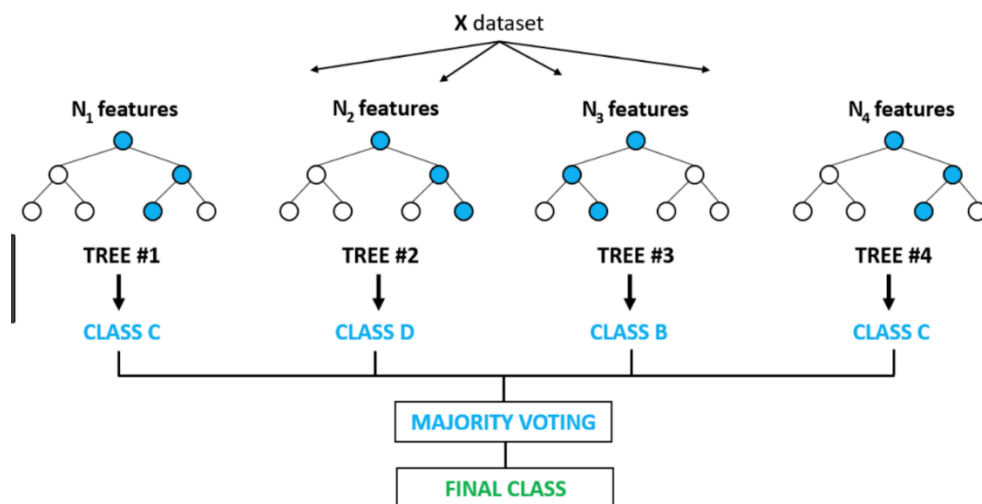 X dataset
N₁ features N₂ features N₃ features N₄ features
TREE #1 TREE #2 TREE #3 TREE #4
CLASS C CLASS D CLASS B CLASS C
MAJORITY VOTING
FINAL CLASS